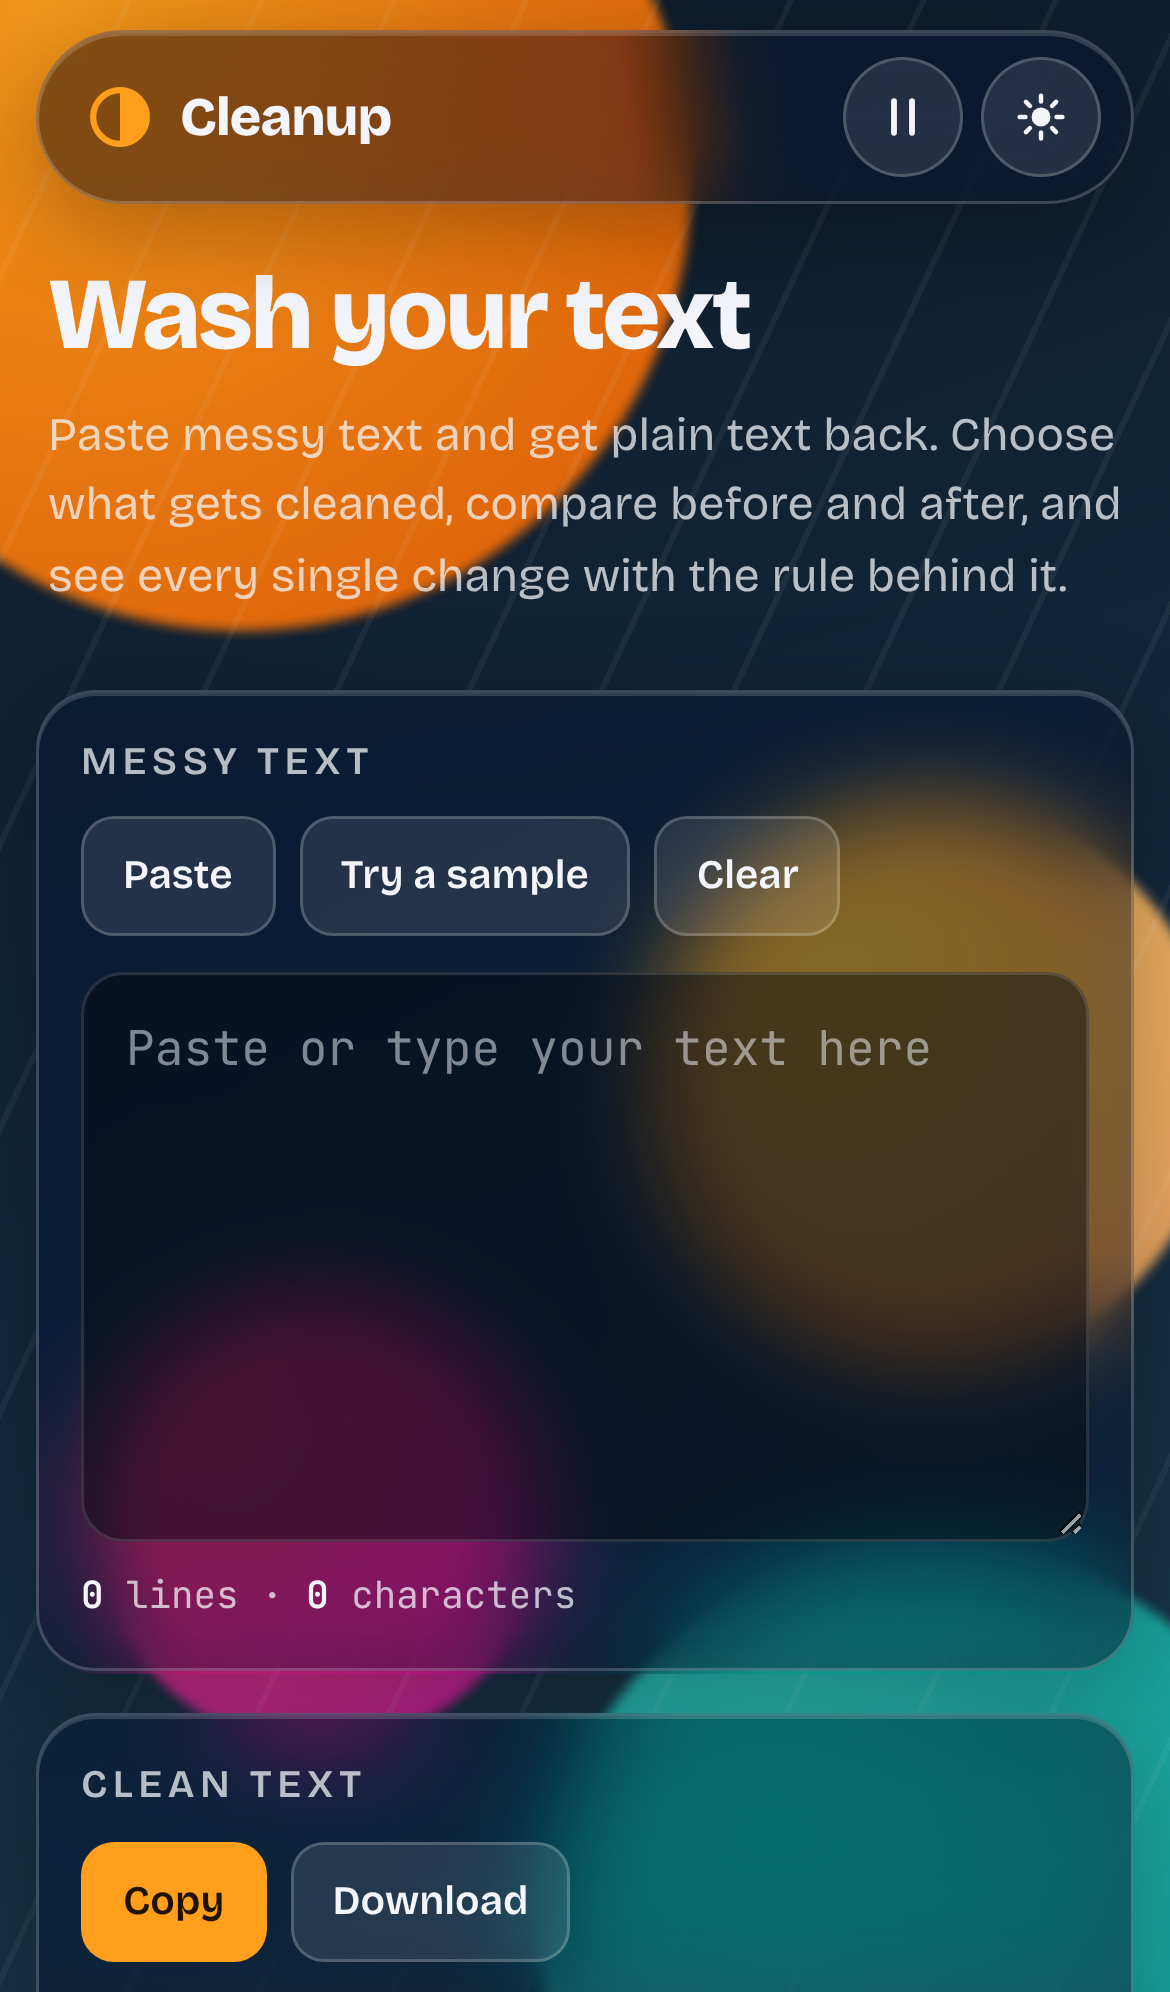 Cleanup
Wash your text
Paste messy text and get plain text back. Choose
what gets cleaned, compare before and after, and
see every single change with the rule behind it.
MESSY TEXT
Paste
Try a sample
Clear
Paste or type your text here
0 lines · 0 characters
CLEAN TEXT
Copy
Download